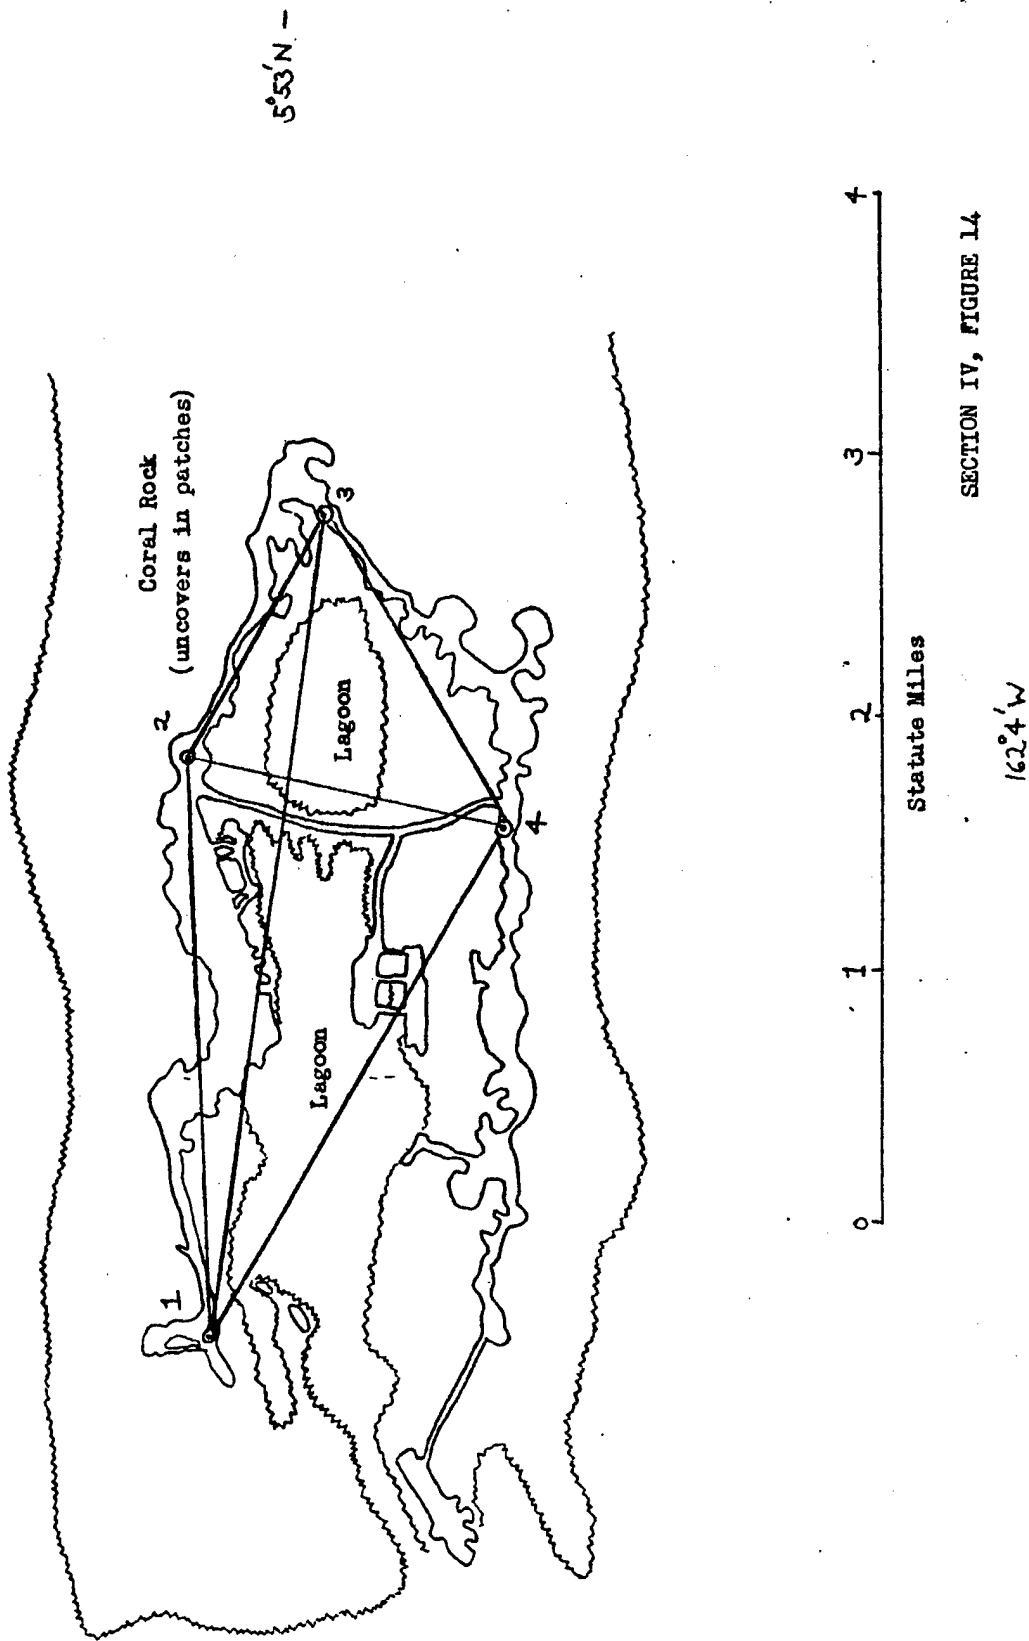 5°53'N
Coral Rock
(uncovers in patches)
1
2
3
4
Lagoon
Lagoon
0 1 2 3 4
Statute Miles
SECTION IV, FIGURE 14
162°4'W